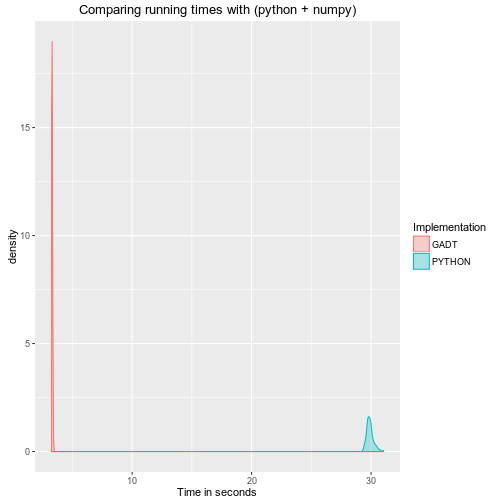 Comparing running times with (python + numpy)
15
10
5
0
density
10
20
30
Time in seconds
Implementation
GADT
PYTHON